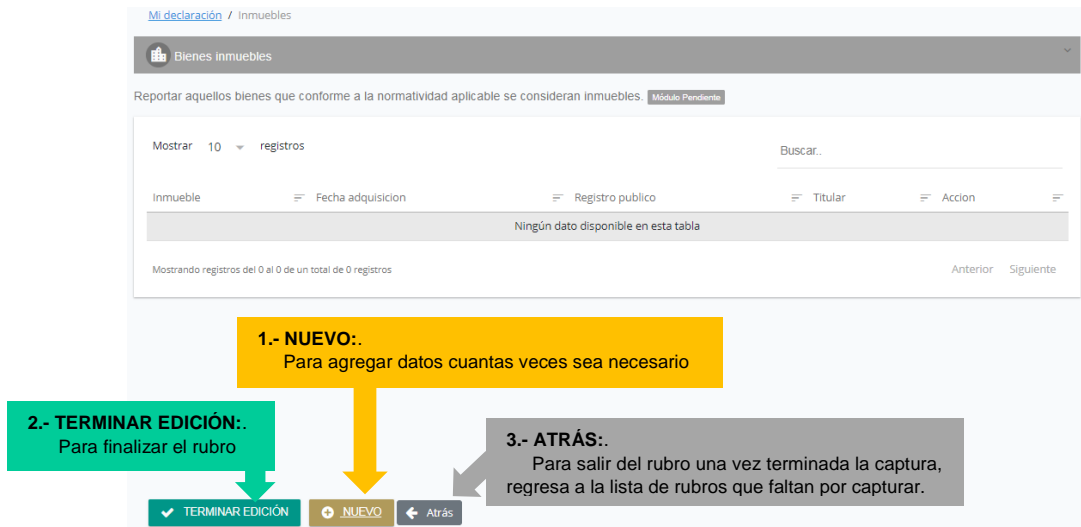 Mi declaración / Inmuebles
Bienes inmuebles
Reportar aquellos bienes que conforme a la normatividad aplicable se consideran inmuebles. Módulo Pendiente
Mostrar 10 registros
Buscar..
Inmueble Fecha adquisicion Registro publico Titular Accion
Ningún dato disponible en esta tabla
Mostrando registros del 0 al 0 de un total de 0 registros
Anterior Siguiente
1.- NUEVO:.
Para agregar datos cuantas veces sea necesario
2.- TERMINAR EDICIÓN:.
Para finalizar el rubro
3.- ATRÁS:.
Para salir del rubro una vez terminada la captura,
regresa a la lista de rubros que faltan por capturar.
TERMINAR EDICIÓN NUEVO Atrás